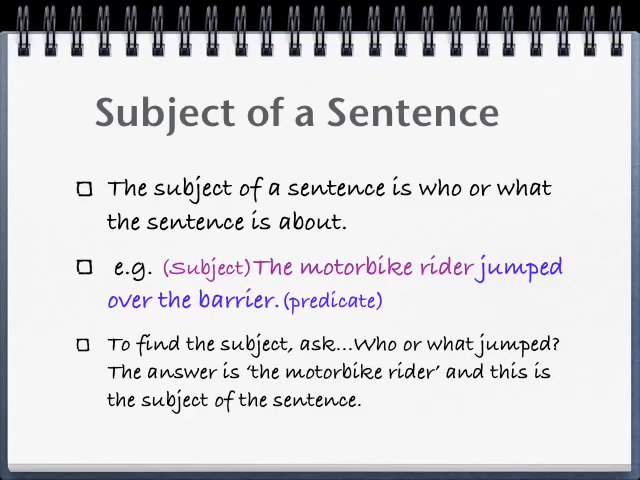 Subject of a Sentence
The subject of a sentence is who or what
the sentence is about.
e.g. (Subject)The motorbike rider jumped
over the barrier.(predicate)
To find the subject, ask...Who or what jumped?
The answer is ‘the motorbike rider’ and this is
the subject of the sentence.